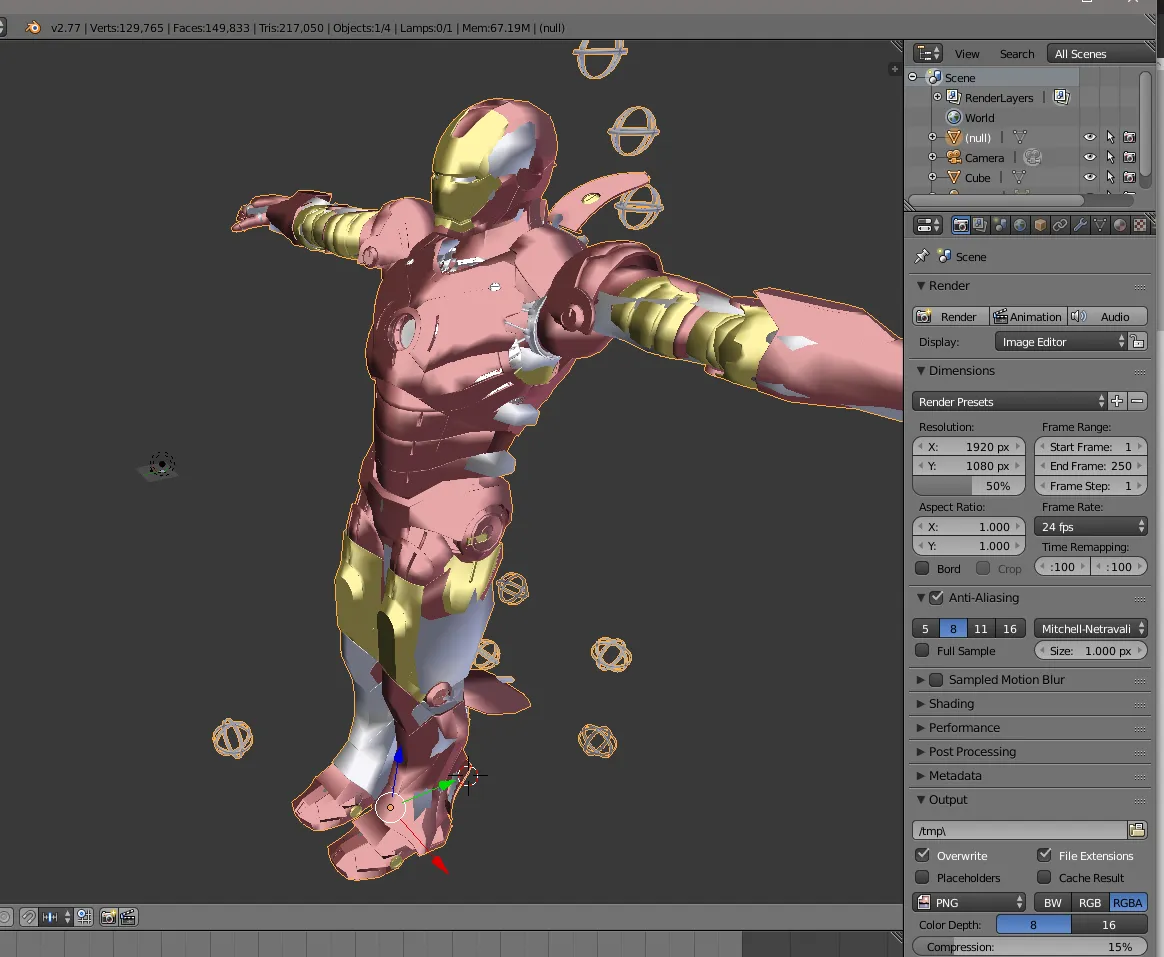 v2.77 | Verts:129,765 | Faces:149,833 | Tris:217,050 | Objects:1/4 | Lamps:0/1 | Mem:67.19M | (null)
View Search All Scenes
Scene
RenderLayers |
World
(null) |
Camera |
Cube |
Scene
Render
Render Animation Audio
Display: Image Editor
Dimensions
Render Presets
Resolution: Frame Range:
X: 1920 px Start Frame: 1
Y: 1080 px End Frame: 250
50% Frame Step: 1
Aspect Ratio: Frame Rate:
X: 1.000 24 fps
Y: 1.000 Time Remapping:
Bord Crop :100 :100
Anti-Aliasing
5 8 11 16 Mitchell-Netravali
Full Sample Size: 1.000 px
Sampled Motion Blur
Shading
Performance
Post Processing
Metadata
Output
/tmp\
Overwrite File Extensions
Placeholders Cache Result
PNG BW RGB RGBA
Color Depth: 8 16
Compression: 15%